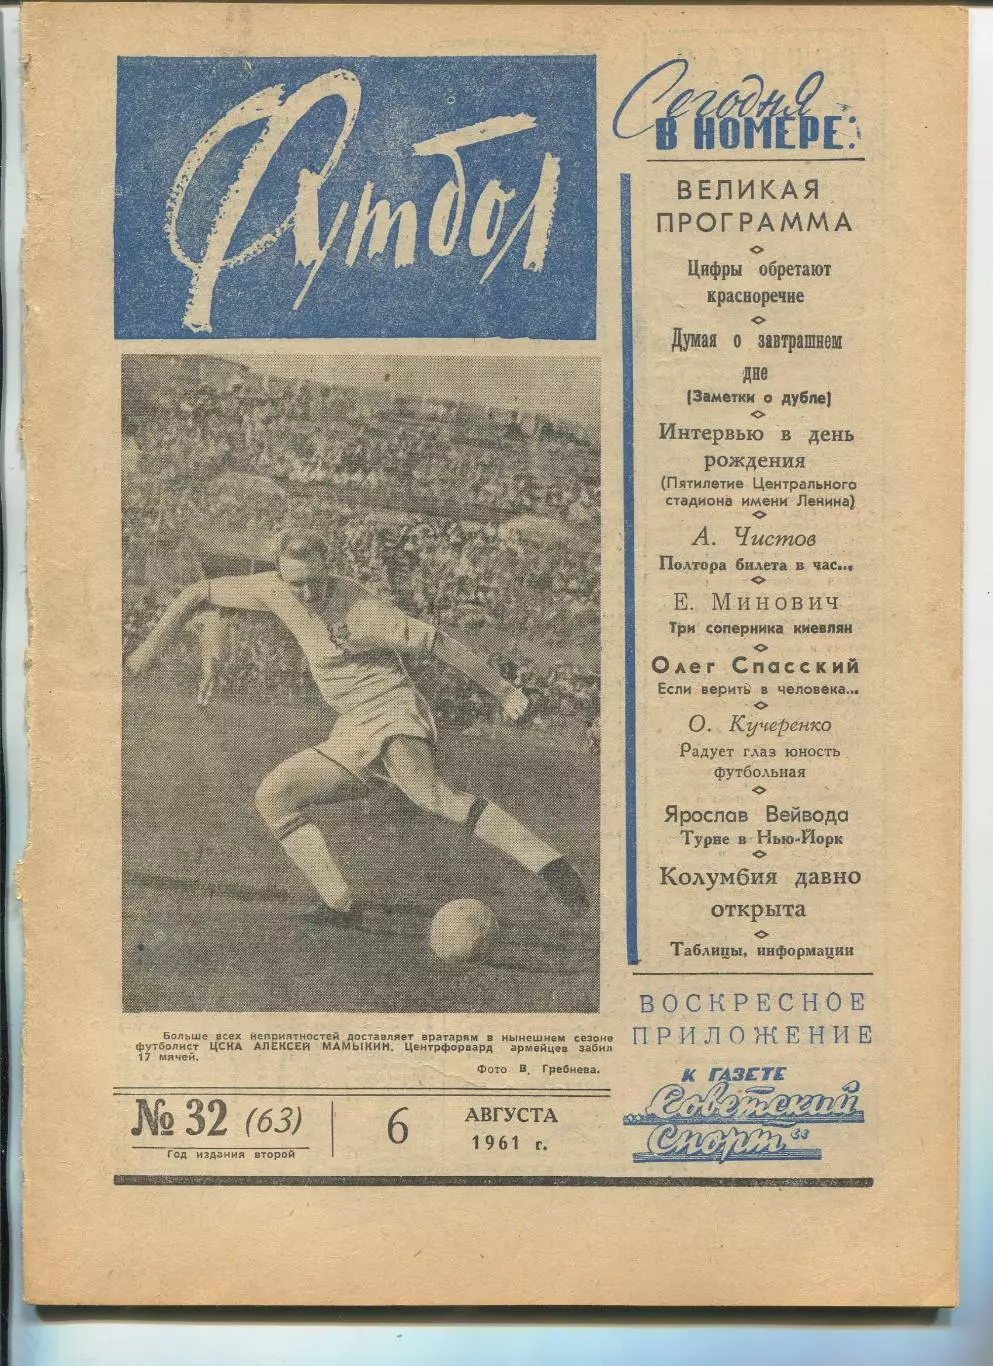 Футбол
Сегодня
В НОМЕРЕ:
ВЕЛИКАЯ
ПРОГРАММА
Цифры обретают
красноречие
Думая о завтрашнем
дне
(Заметки о дубле)
Интервью в день
рождения
(Пятилетие Центрального
стадиона имени Ленина)
А. Чистов
Полтора билета в час...
Е. Минович
Три соперника киевлян
Олег Спасский
Если верить в человека...
О. Кучеренко
Радует глаз юность
футбольная
Ярослав Вейвода
Турне в Нью-Йорк
Колумбия давно
открыта
Таблицы, информации
ВОСКРЕСНОЕ
ПРИЛОЖЕНИЕ
К ГАЗЕТЕ
Советский
Спорт
Больше всех неприятностей доставляет вратарям в нынешнем сезоне
футболист ЦСКА АЛЕКСЕЙ МАМЫКИН. Центрфорвард армейцев забил
17 мячей.
Фото В. Гребнева.
№ 32 (63)
Год издания второй
6
АВГУСТА
1961 г.